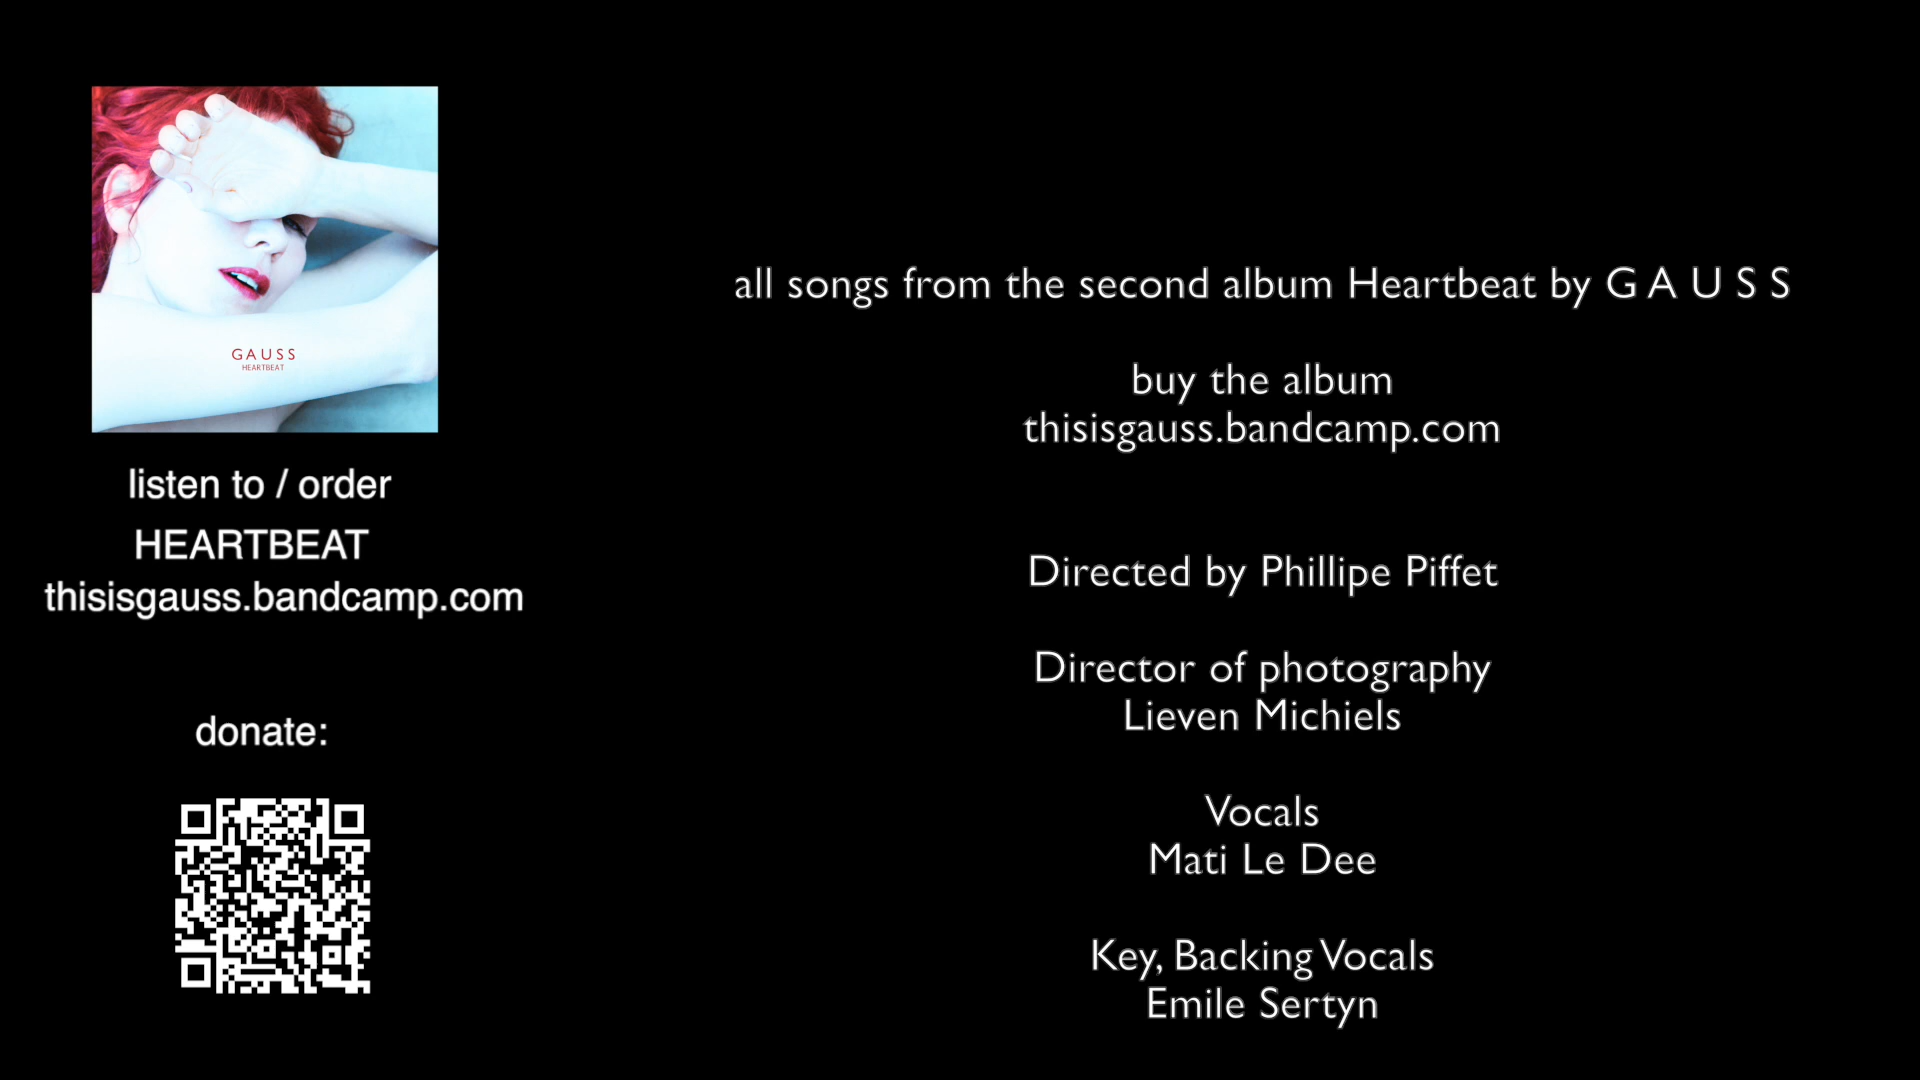 GAUSS
HEARTBEAT
listen to / order
HEARTBEAT
thisisgauss.bandcamp.com
donate:
all songs from the second album Heartbeat by G A U S S
buy the album
thisisgauss.bandcamp.com
Directed by Phillipe Piffet
Director of photography
Lieven Michiels
Vocals
Mati Le Dee
Key, Backing Vocals
Emile Sertyn